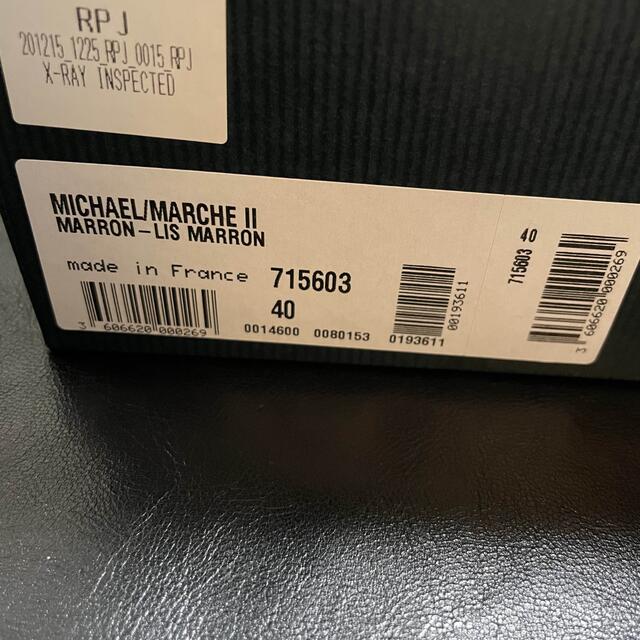 RPJ
201215_1225_RPJ_0015_RPJ
X-RAY INSPECTED
MICHAEL/MARCHE II
MARRON-LIS MARRON
made in France 715603
40
3 606620 000269
0014600 0080153 0193611
00193611
40
715603
3 606620 000269